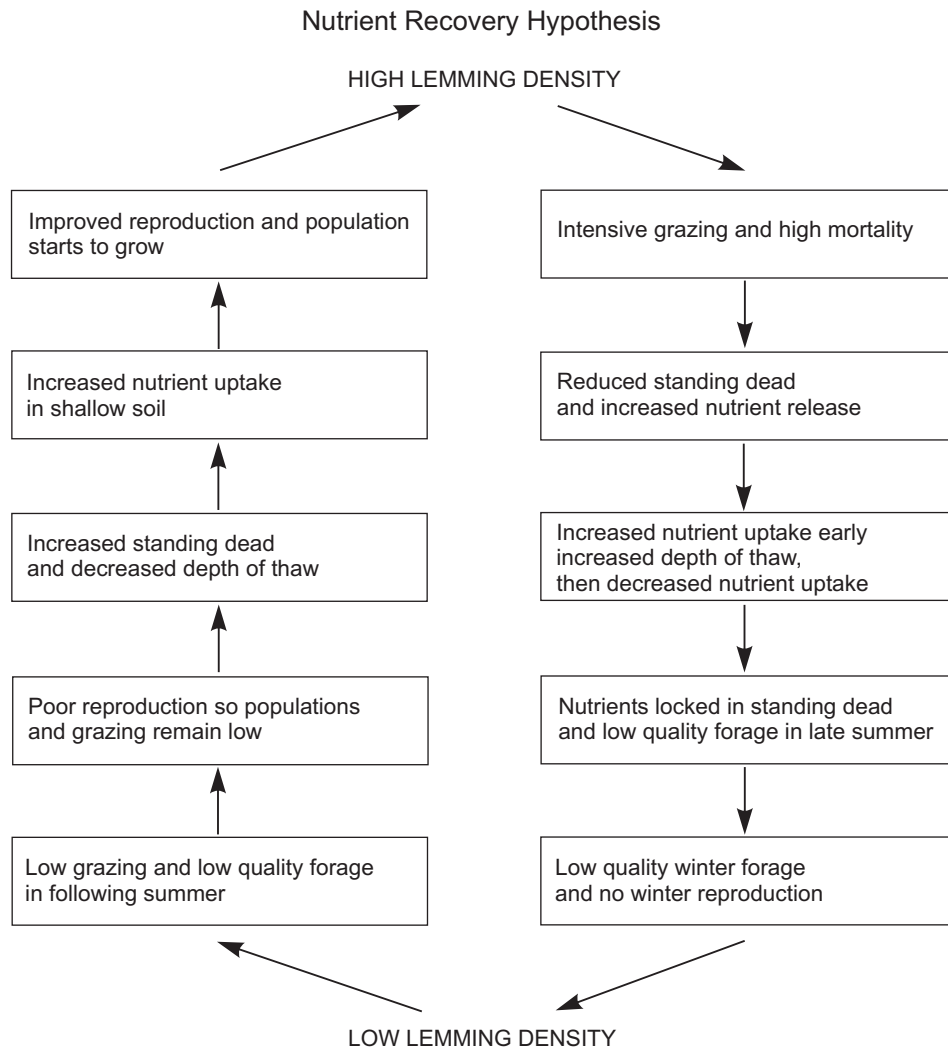 Nutrient Recovery Hypothesis
HIGH LEMMING DENSITY
Improved reproduction and population
starts to grow
Intensive grazing and high mortality
Increased nutrient uptake
in shallow soil
Reduced standing dead
and increased nutrient release
Increased standing dead
and decreased depth of thaw
Increased nutrient uptake early
increased depth of thaw,
then decreased nutrient uptake
Poor reproduction so populations
and grazing remain low
Nutrients locked in standing dead
and low quality forage in late summer
Low grazing and low quality forage
in following summer
Low quality winter forage
and no winter reproduction
LOW LEMMING DENSITY